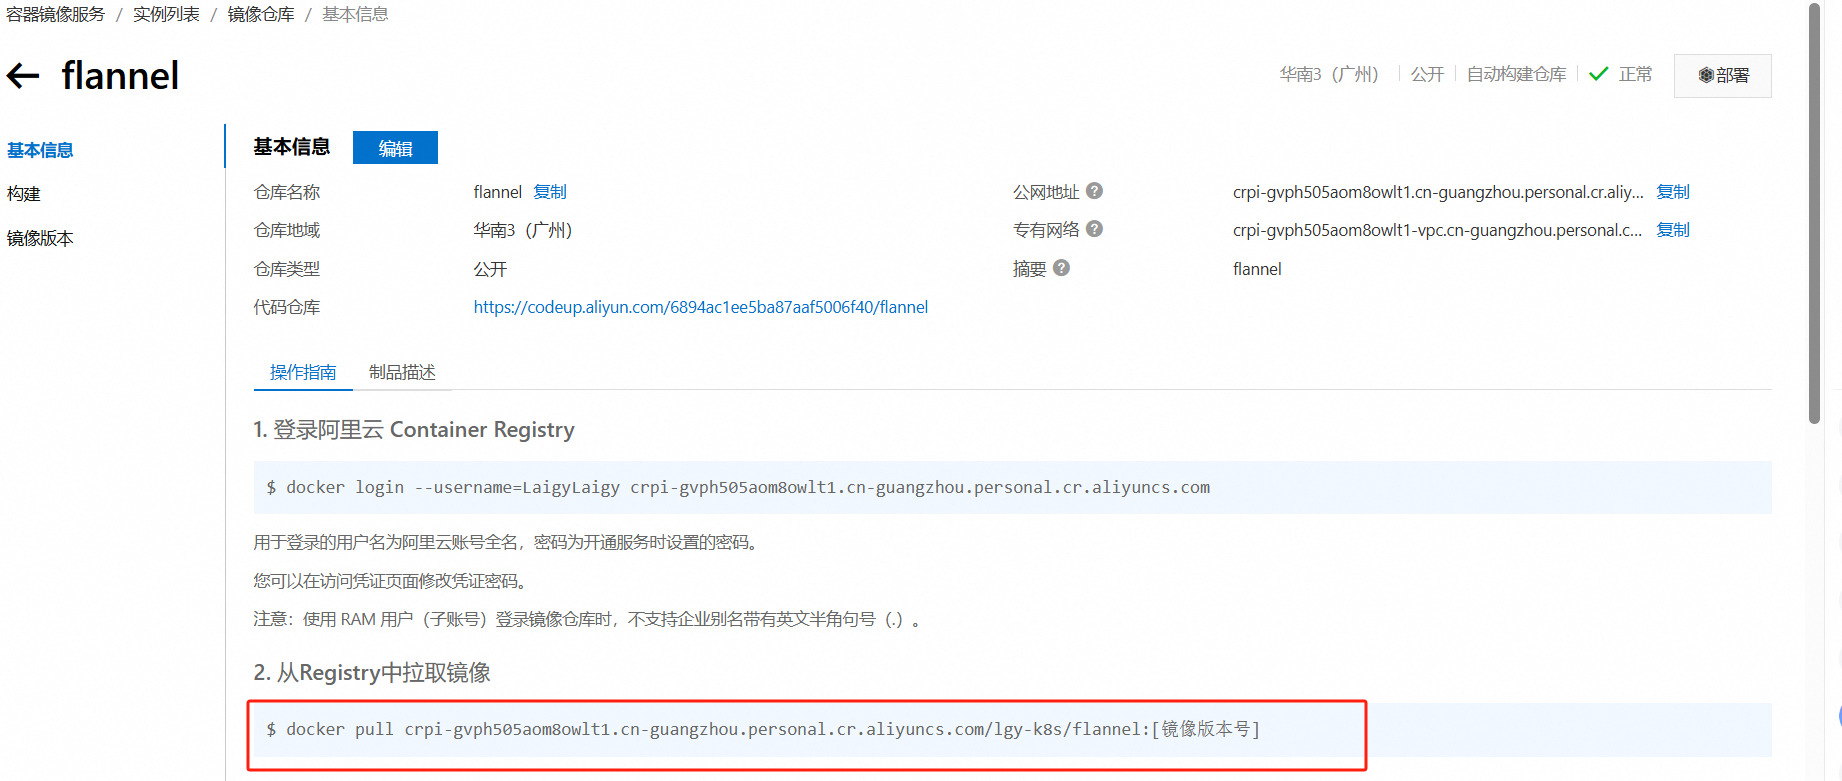 容器镜像服务 / 实例列表 / 镜像仓库 / 基本信息
flannel
华南3（广州） 公开 自动构建仓库 正常 部署
基本信息
构建
镜像版本
基本信息 编辑
仓库名称 flannel 复制 公网地址 crpi-gvph505aom8owlt1.cn-guangzhou.personal.cr.aliy... 复制
仓库地域 华南3（广州） 专有网络 crpi-gvph505aom8owlt1-vpc.cn-guangzhou.personal.c... 复制
仓库类型 公开 摘要 flannel
代码仓库 https://codeup.aliyun.com/6894ac1ee5ba87aaf5006f40/flannel
操作指南 制品描述
1. 登录阿里云 Container Registry
$ docker login --username=LaigyLaigy crpi-gvph505aom8owlt1.cn-guangzhou.personal.cr.aliyuncs.com
用于登录的用户名为阿里云账号全名，密码为开通服务时设置的密码。
您可以在访问凭证页面修改凭证密码。
注意：使用 RAM 用户（子账号）登录镜像仓库时，不支持企业别名带有英文半角句号（.）。
2. 从Registry中拉取镜像
$ docker pull crpi-gvph505aom8owlt1.cn-guangzhou.personal.cr.aliyuncs.com/lgy-k8s/flannel:[镜像版本号]